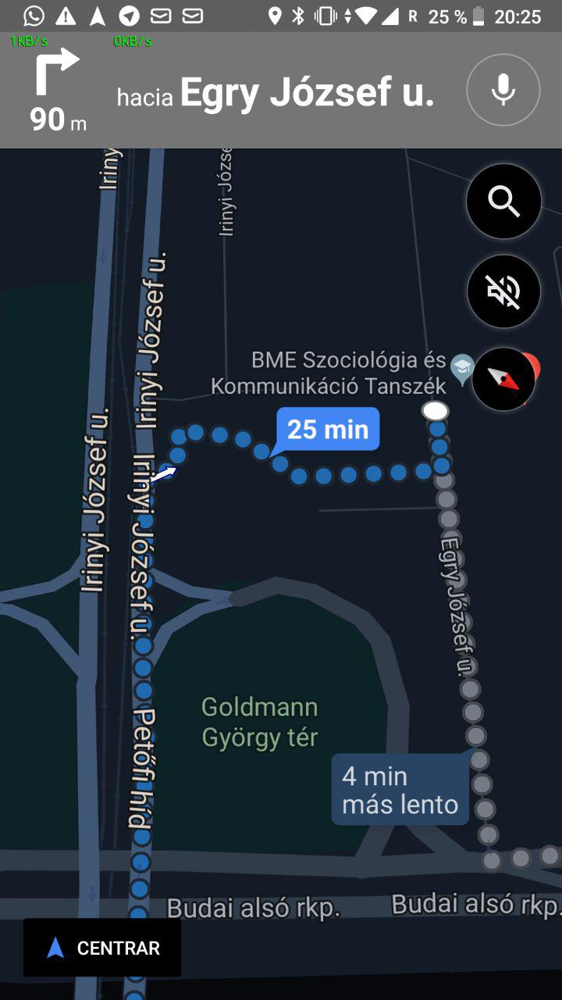 R 25 % 20:25
1KB/s 0KB/s
90 m
hacia Egry József u.
Iriny
Irinyi Józse
Irinyi József u.
BME Szociológia és
Kommunikáció Tanszék
25 min
Irinyi József u.
Irinyi József u.
Egry József u.
Goldmann
György tér
Petőfi híd
4 min
más lento
Budai alsó rkp.
Budai alsó rkp.
CENTRAR